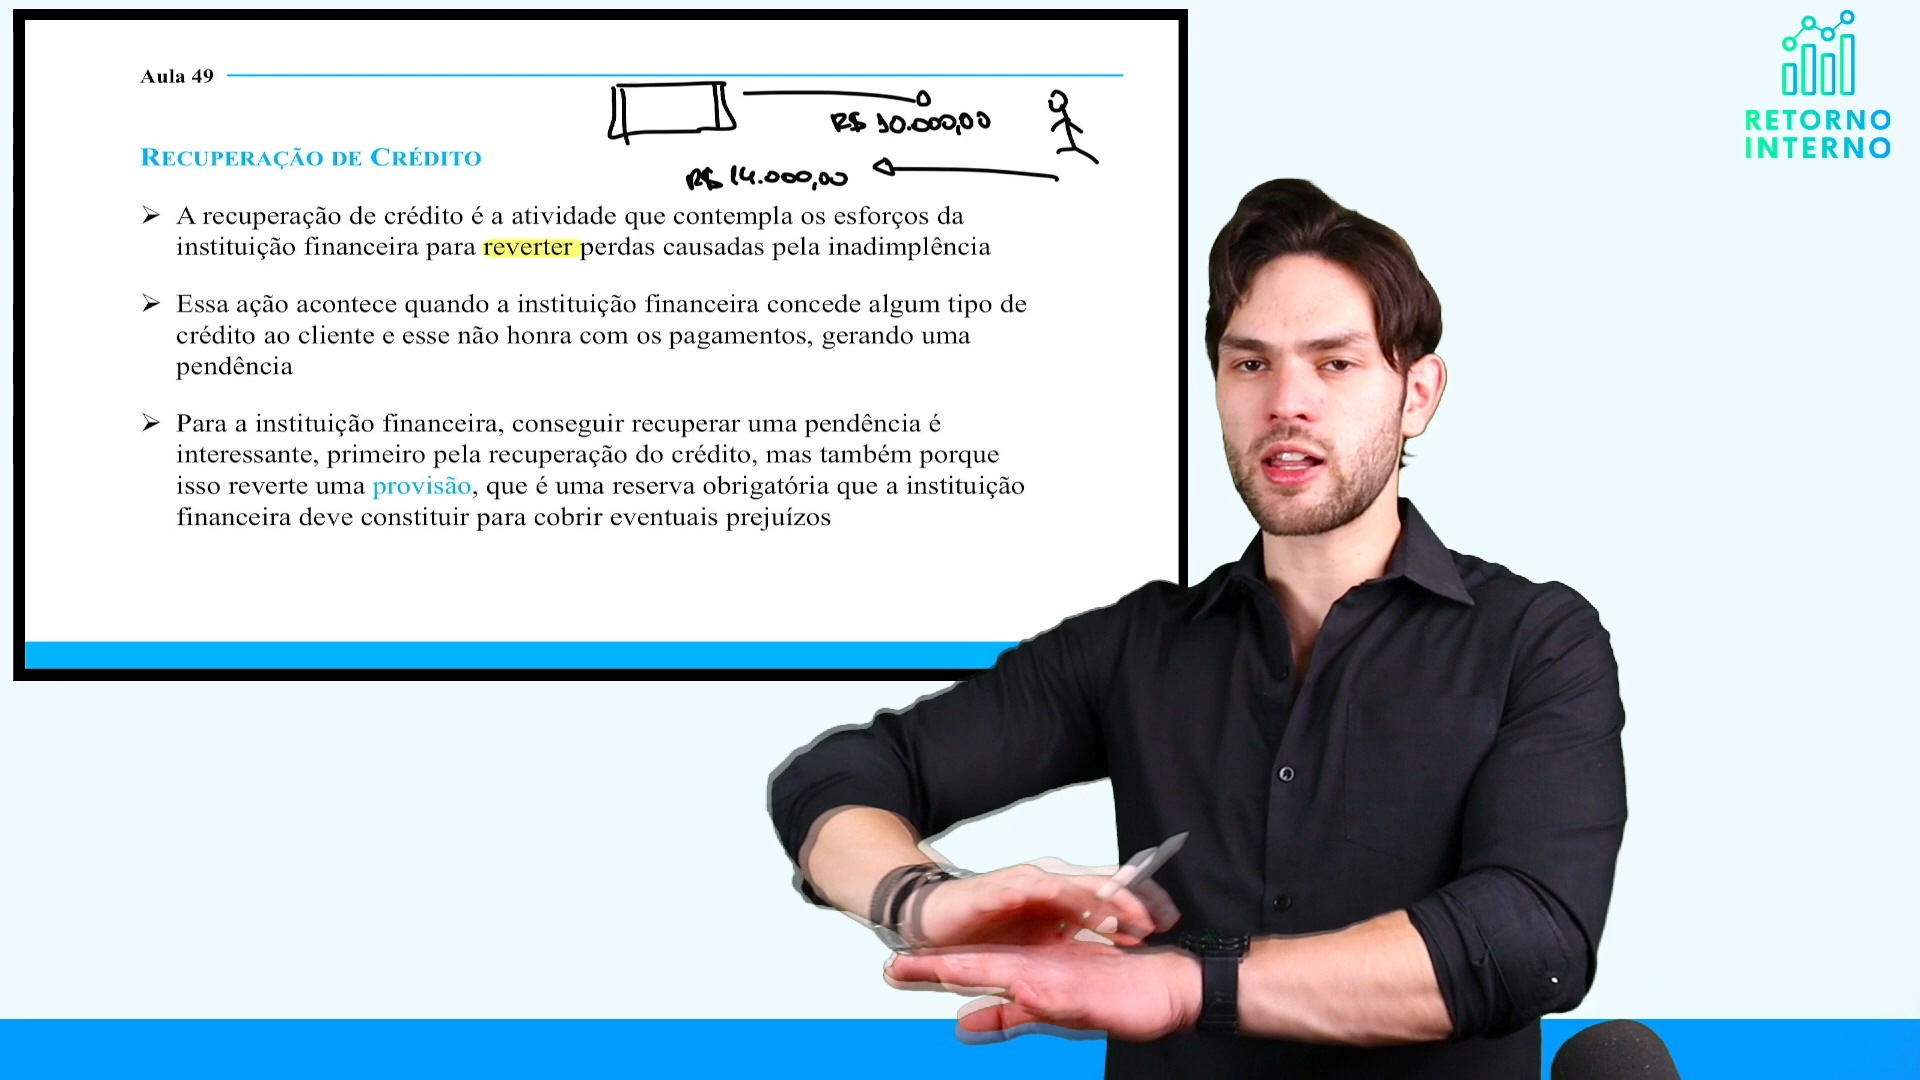 Aula 49
R$ 10.000,00
RECUPERAÇÃO DE CRÉDITO
R$ 14.000,00
➢ A recuperação de crédito é a atividade que contempla os esforços da
instituição financeira para reverter perdas causadas pela inadimplência
➢ Essa ação acontece quando a instituição financeira concede algum tipo de
crédito ao cliente e esse não honra com os pagamentos, gerando uma
pendência
➢ Para a instituição financeira, conseguir recuperar uma pendência é
interessante, primeiro pela recuperação do crédito, mas também porque
isso reverte uma provisão, que é uma reserva obrigatória que a instituição
financeira deve constituir para cobrir eventuais prejuízos
RETORNO
INTERNO